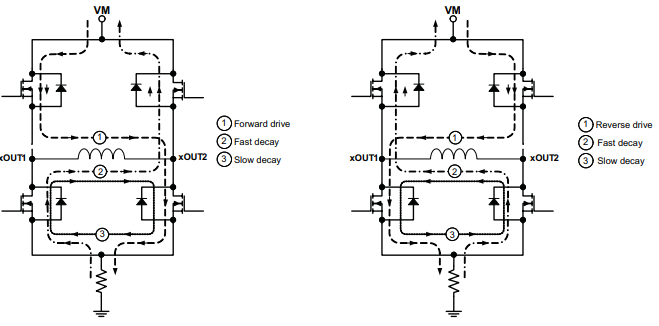 VM
xOUT1
xOUT2
1
2
3
1 Forward drive
2 Fast decay
3 Slow decay
VM
xOUT1
xOUT2
1
2
3
1 Reverse drive
2 Fast decay
3 Slow decay